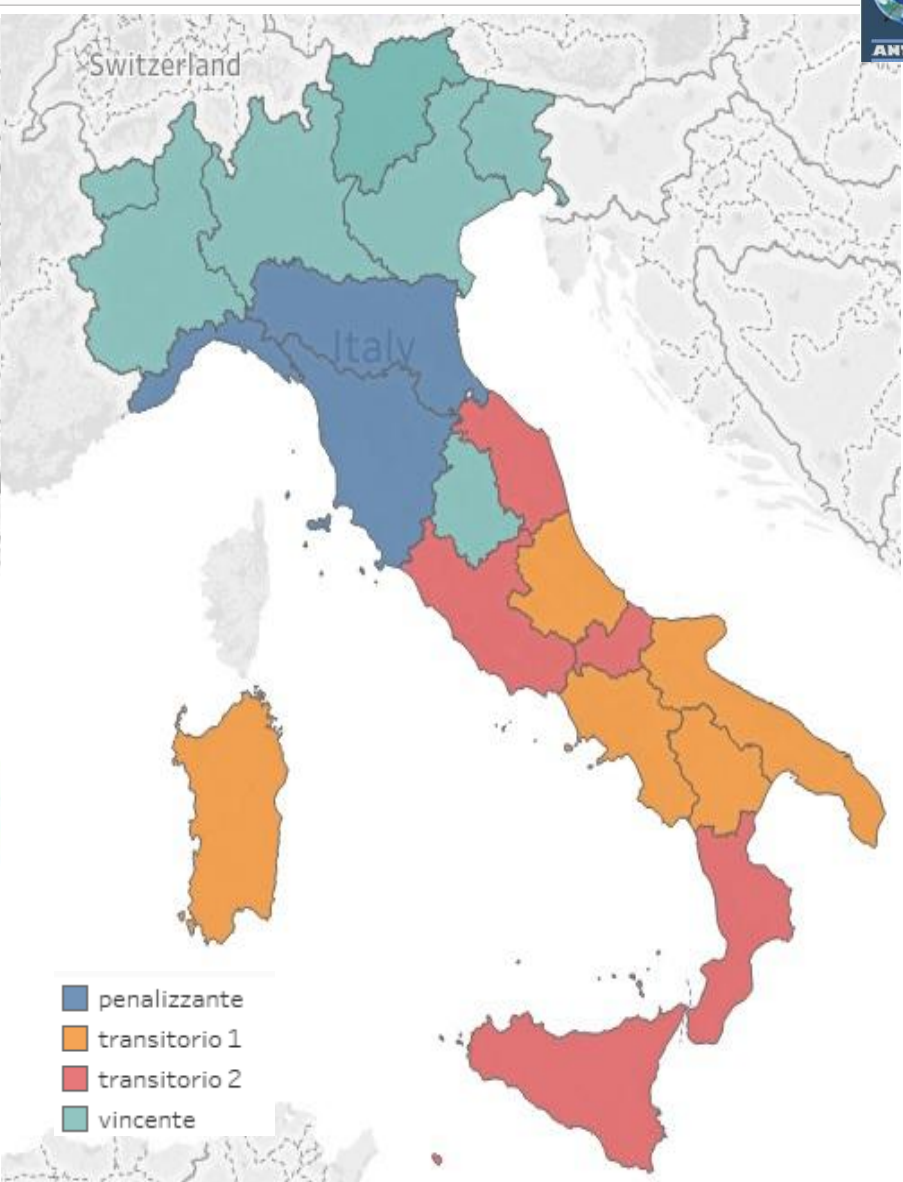 Switzerland
Italy
penalizzante
transitorio 1
transitorio 2
vincente